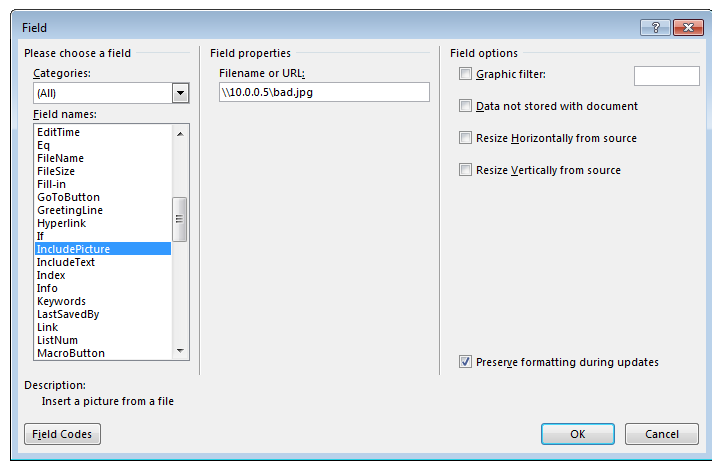 Field
Please choose a field
Categories:
(All)
Field names:
EditTime
Eq
FileName
FileSize
Fill-in
GoToButton
GreetingLine
Hyperlink
If
IncludePicture
IncludeText
Index
Info
Keywords
LastSavedBy
Link
ListNum
MacroButton
Description:
Insert a picture from a file
Field Codes
Field properties
Filename or URL:
\\10.0.0.5\bad.jpg
Field options
Graphic filter:
Data not stored with document
Resize Horizontally from source
Resize Vertically from source
Preserve formatting during updates
OK
Cancel